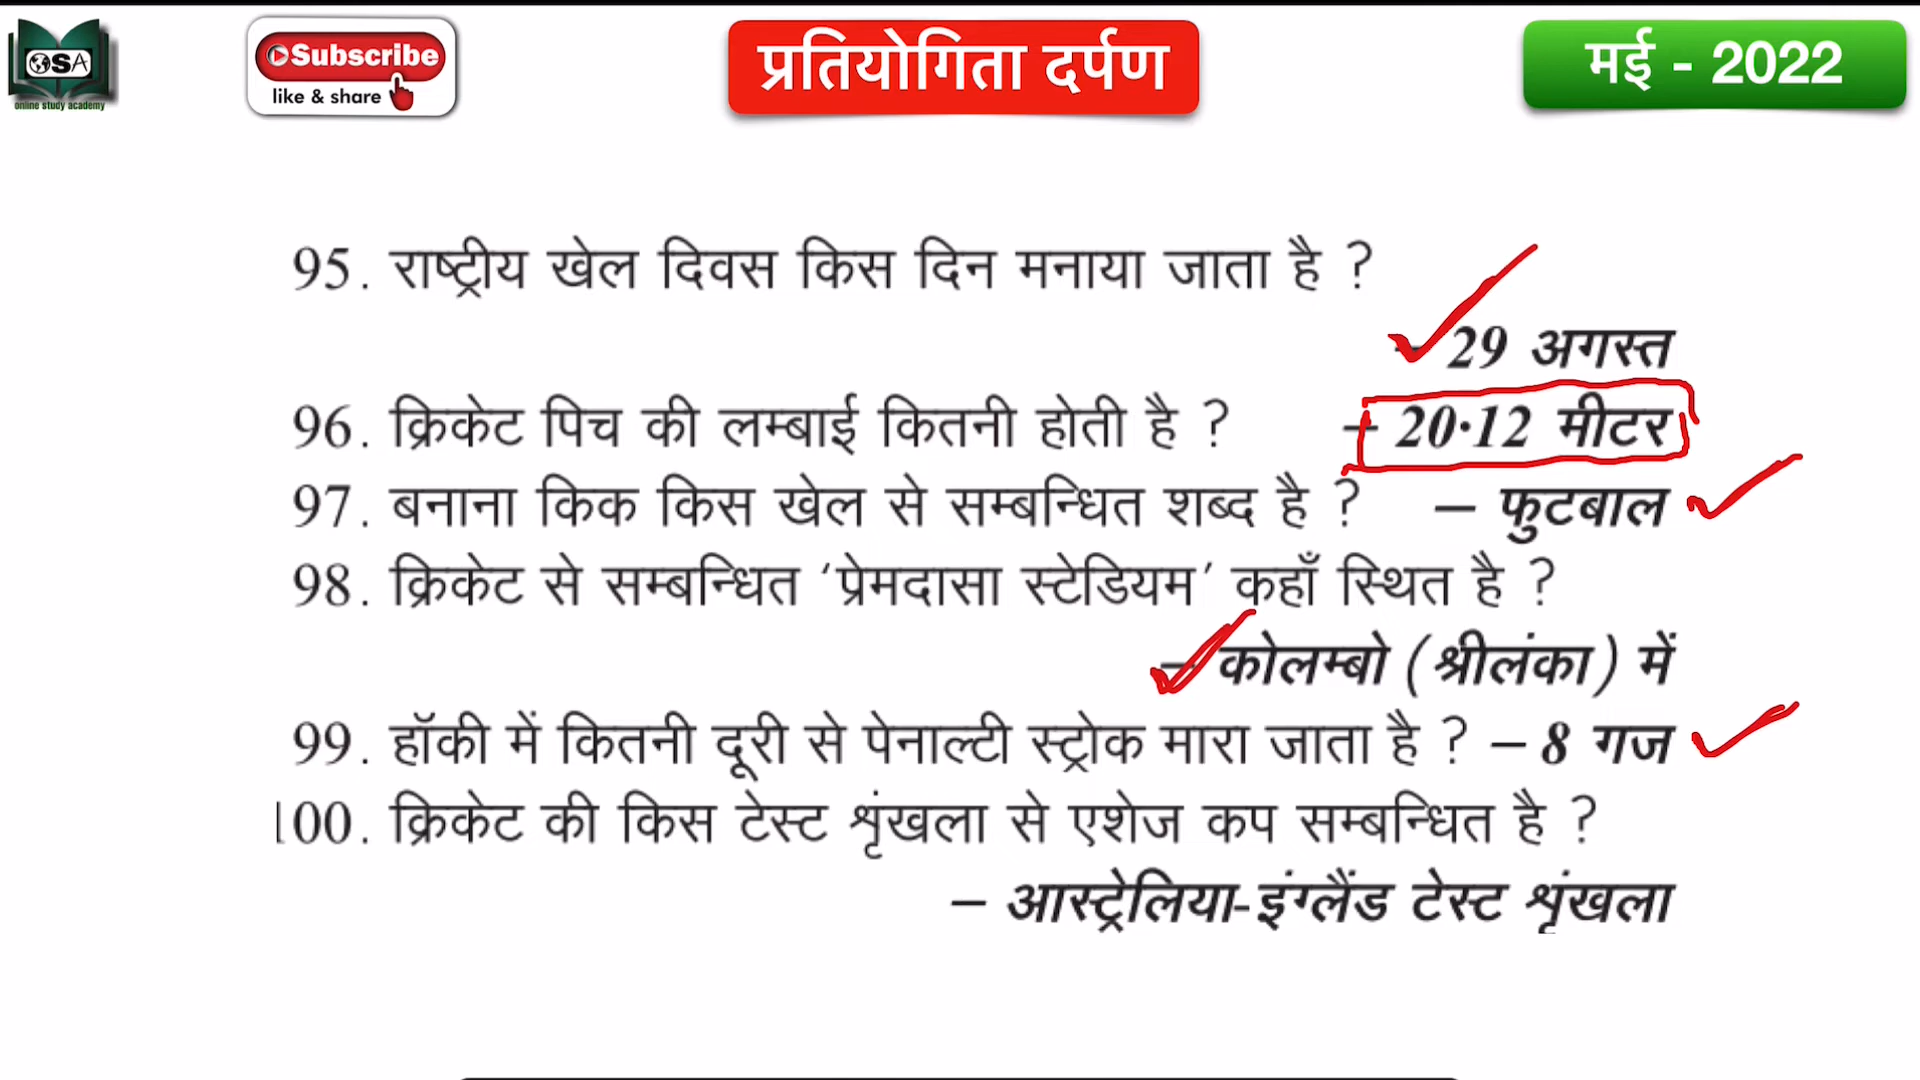 OSA
online study academy
Subscribe
like & share
प्रतियोगिता दर्पण
मई - 2022
95. राष्ट्रीय खेल दिवस किस दिन मनाया जाता है ?
– 29 अगस्त
96. क्रिकेट पिच की लम्बाई कितनी होती है ? – 20·12 मीटर
97. बनाना किक किस खेल से सम्बन्धित शब्द है ? – फुटबाल
98. क्रिकेट से सम्बन्धित ‘प्रेमदासा स्टेडियम’ कहाँ स्थित है ?
– कोलम्बो (श्रीलंका) में
99. हॉकी में कितनी दूरी से पेनाल्टी स्ट्रोक मारा जाता है ? – 8 गज
100. क्रिकेट की किस टेस्ट शृंखला से एशेज कप सम्बन्धित है ?
– आस्ट्रेलिया-इंग्लैंड टेस्ट शृंखला